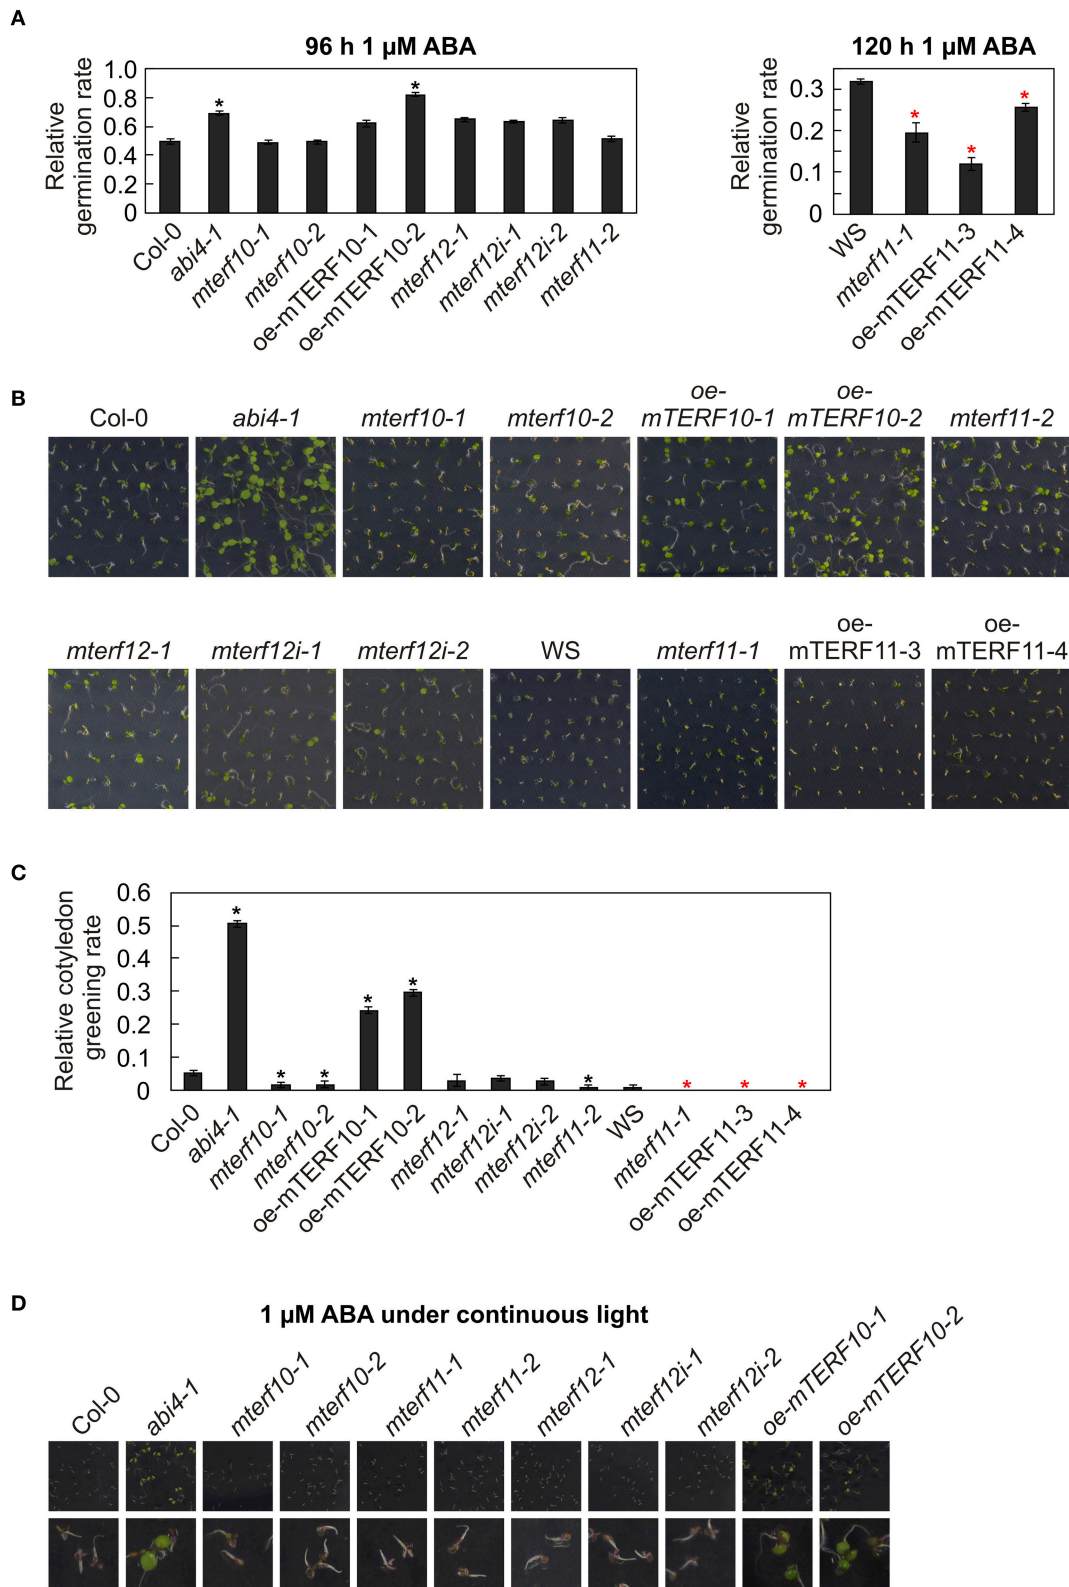 A
96 h 1 µM ABA
Relative
germination rate
1.0
0.8
0.6
0.4
0.2
0
*
*
Col-0
abi4-1
mterf10-1
mterf10-2
oe-mTERF10-1
oe-mTERF10-2
mterf12-1
mterf12i-1
mterf12i-2
mterf11-2
120 h 1 µM ABA
Relative
germination rate
0.3
0.2
0.1
0
*
*
*
WS
mterf11-1
oe-mTERF11-3
oe-mTERF11-4
B
Col-0
abi4-1
mterf10-1
mterf10-2
oe-
mTERF10-1
oe-
mTERF10-2
mterf11-2
mterf12-1
mterf12i-1
mterf12i-2
WS
mterf11-1
oe-
mTERF11-3
oe-
mTERF11-4
C
Relative cotyledon
greening rate
0.6
0.5
0.4
0.3
0.2
0.1
0
*
*
*
*
*
*
*
*
*
Col-0
abi4-1
mterf10-1
mterf10-2
oe-mTERF10-1
oe-mTERF10-2
mterf12-1
mterf12i-1
mterf12i-2
mterf11-2
WS
mterf11-1
oe-mTERF11-3
oe-mTERF11-4
D
1 µM ABA under continuous light
Col-0
abi4-1
mterf10-1
mterf10-2
mterf11-1
mterf11-2
mterf12-1
mterf12i-1
mterf12i-2
oe-mTERF10-1
oe-mTERF10-2